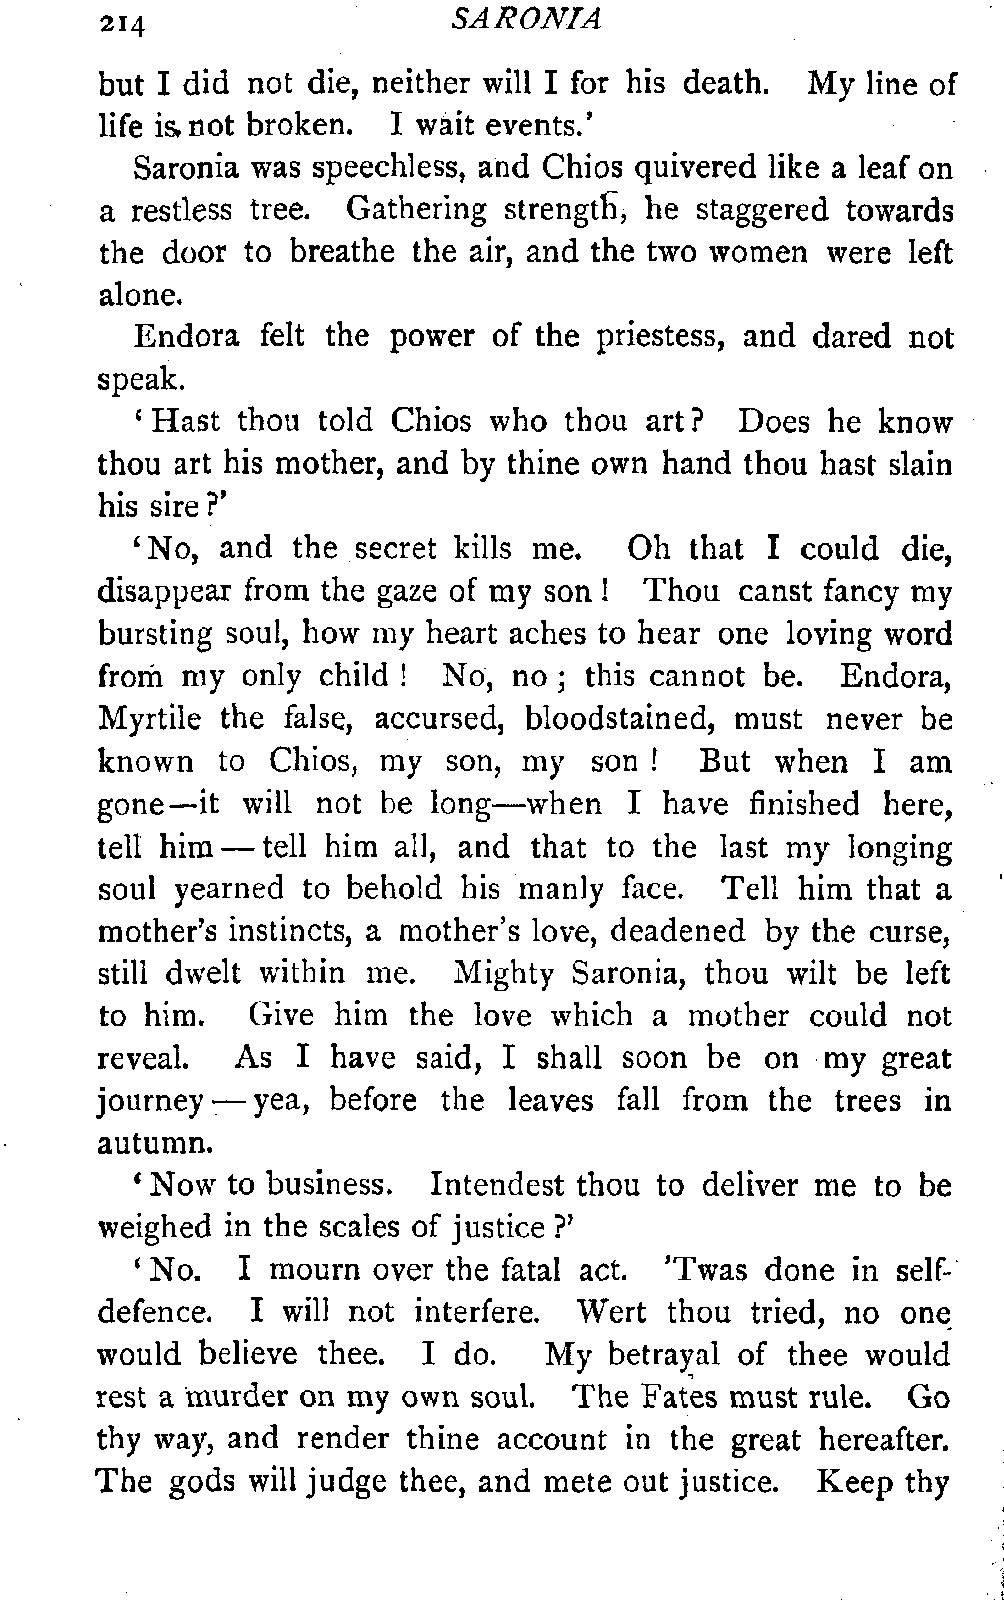 214 SARONIA
but I did not die, neither will I for his death. My line of
life is not broken. I wait events.’
Saronia was speechless, and Chios quivered like a leaf on
a restless tree. Gathering strength, he staggered towards
the door to breathe the air, and the two women were left
alone.
Endora felt the power of the priestess, and dared not
speak.
‘Hast thou told Chios who thou art? Does he know
thou art his mother, and by thine own hand thou hast slain
his sire?’
‘No, and the secret kills me. Oh that I could die,
disappear from the gaze of my son! Thou canst fancy my
bursting soul, how my heart aches to hear one loving word
from my only child! No, no; this cannot be. Endora,
Myrtile the false, accursed, bloodstained, must never be
known to Chios, my son, my son! But when I am
gone—it will not be long—when I have finished here,
tell him—tell him all, and that to the last my longing
soul yearned to behold his manly face. Tell him that a
mother’s instincts, a mother’s love, deadened by the curse,
still dwelt within me. Mighty Saronia, thou wilt be left
to him. Give him the love which a mother could not
reveal. As I have said, I shall soon be on my great
journey—yea, before the leaves fall from the trees in
autumn.
‘Now to business. Intendest thou to deliver me to be
weighed in the scales of justice?’
‘No. I mourn over the fatal act. ’Twas done in self-
defence. I will not interfere. Wert thou tried, no one
would believe thee. I do. My betrayal of thee would
rest a murder on my own soul. The Fates must rule. Go
thy way, and render thine account in the great hereafter.
The gods will judge thee, and mete out justice. Keep thy